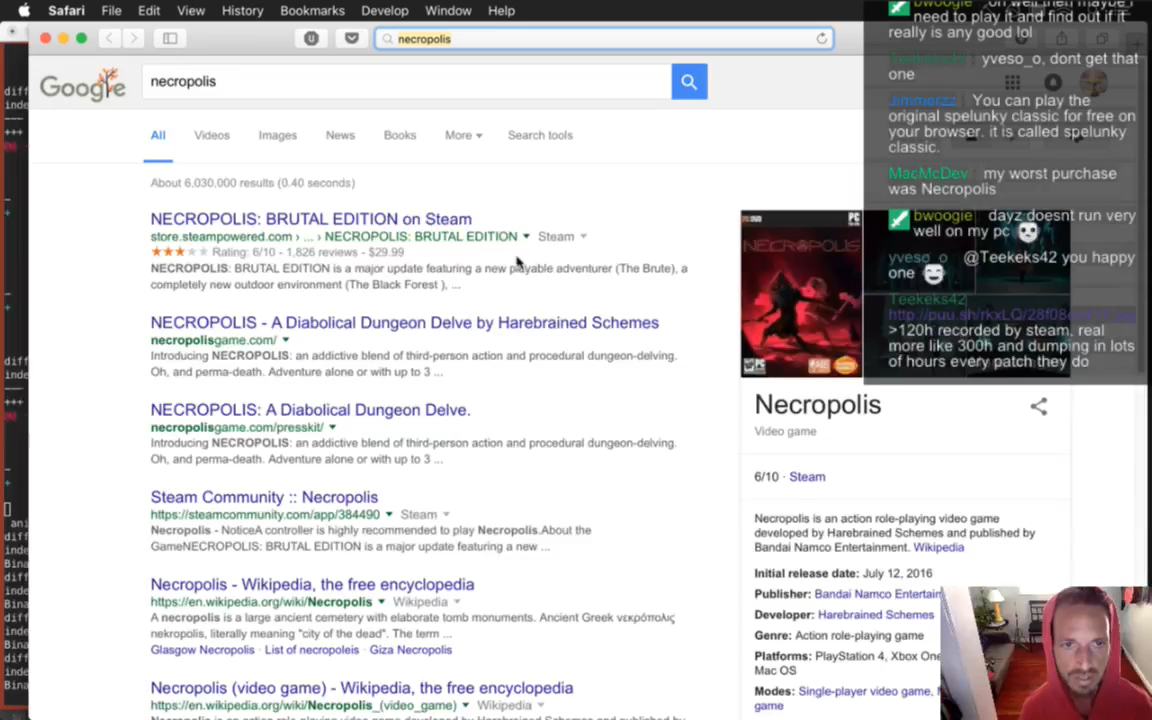 Safari File Edit View History Bookmarks Develop Window Help
necropolis
Google
necropolis
All Videos Images News Books More Search tools
About 6,030,000 results (0.40 seconds)
NECROPOLIS: BRUTAL EDITION on Steam
store.steampowered.com › ... › NECROPOLIS: BRUTAL EDITION Steam
Rating: 6/10 - 1,826 reviews - $29.99
NECROPOLIS: BRUTAL EDITION is a major update featuring a new playable adventurer (The Brute), a
completely new outdoor environment (The Black Forest ), ...
NECROPOLIS - A Diabolical Dungeon Delve by Harebrained Schemes
necropolisgame.com/
Introducing NECROPOLIS: an addictive blend of third-person action and procedural dungeon-delving.
Oh, and perma-death. Adventure alone or with up to 3 ...
NECROPOLIS: A Diabolical Dungeon Delve.
necropolisgame.com/presskit/
Introducing NECROPOLIS: an addictive blend of third-person action and procedural dungeon-delving.
Oh, and perma-death. Adventure alone or with up to 3 ...
Steam Community :: Necropolis
https://steamcommunity.com/app/384490 Steam
Necropolis - NoticeA controller is highly recommended to play Necropolis.About the
GameNECROPOLIS: BRUTAL EDITION is a major update featuring a new ...
Necropolis - Wikipedia, the free encyclopedia
https://en.wikipedia.org/wiki/Necropolis Wikipedia
A necropolis is a large ancient cemetery with elaborate tomb monuments. Ancient Greek νεκρόπολις
nekropolis, literally meaning "city of the dead". The term ...
Glasgow Necropolis · List of necropoleis · Giza Necropolis
Necropolis (video game) - Wikipedia, the free encyclopedia
https://en.wikipedia.org/wiki/Necropolis_(video_game) Wikipedia
bwoogie oh well then maybe I
need to play it and find out if it
really is any good lol
Teekeks42 yveso_o, dont get that
one
Jimmerzz You can play the
original spelunky classic for free on
your browser. it is called spelunky
classic.
MacMcDev my worst purchase
was Necropolis
bwoogie dayz doesnt run very
well on my pc
yveso_o @Teekeks42 you happy
one
Teekeks42
>120h recorded by steam, real
more like 300h and dumping in lots
of hours every patch they do
PC
NECROPOLIS
Necropolis
Video game
6/10 · Steam
Necropolis is an action role-playing video game
developed by Harebrained Schemes and published by
Bandai Namco Entertainment. Wikipedia
Initial release date: July 12, 2016
Publisher: Bandai Namco
Developer: Harebrained Schemes
Genre: Action role-playing game
Platforms: PlayStation 4, Xbox
Mac OS
Modes: Single-player video game,
game